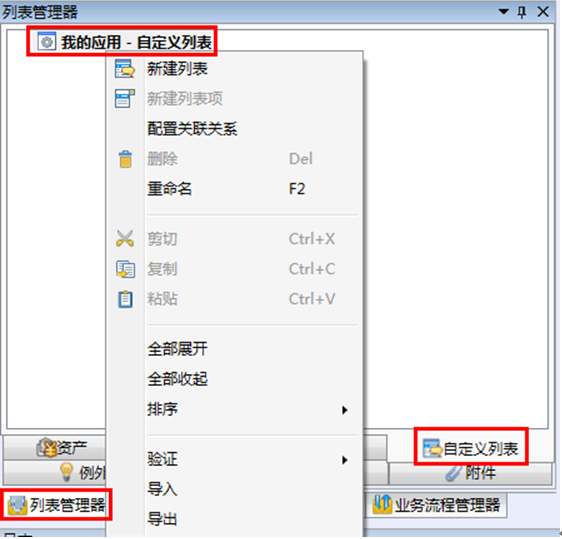 列表管理器
我的应用 - 自定义列表
新建列表
新建列表项
配置关联关系
删除 Del
重命名 F2
剪切 Ctrl+X
复制 Ctrl+C
粘贴 Ctrl+V
全部展开
全部收起
排序
验证
导入
导出
资产
自定义列表
例外
附件
列表管理器
业务流程管理器